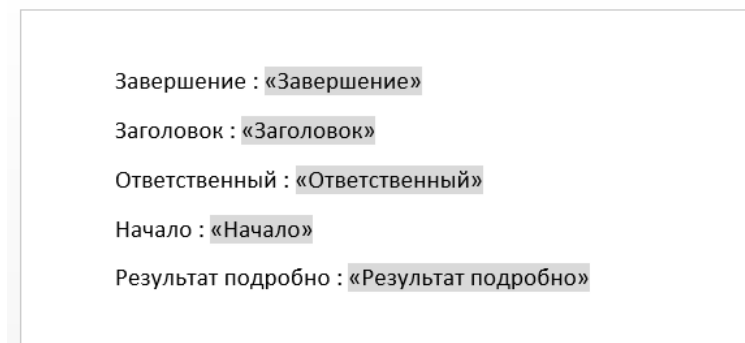 Завершение : «Завершение»
Заголовок : «Заголовок»
Ответственный : «Ответственный»
Начало : «Начало»
Результат подробно : «Результат подробно»